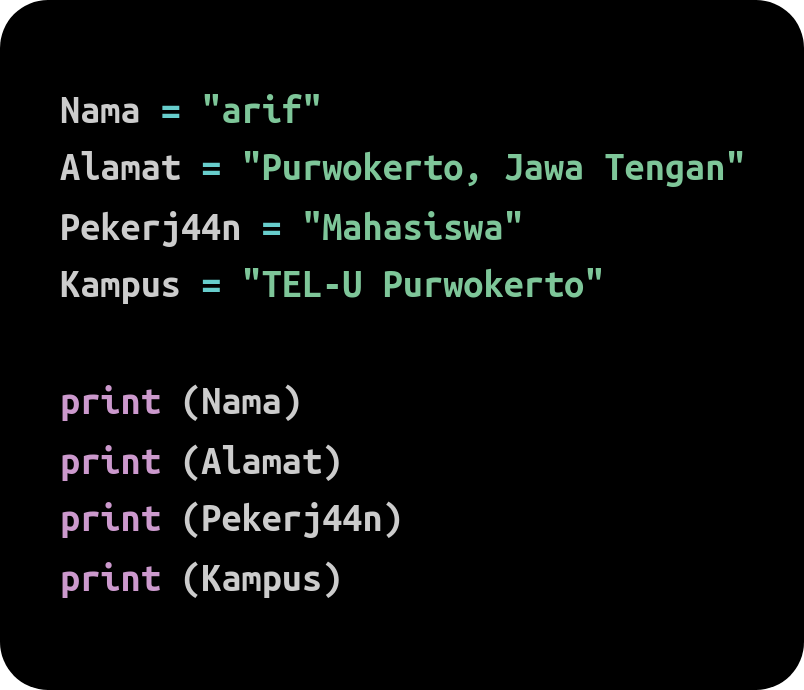 Nama = "arif"
Alamat = "Purwokerto, Jawa Tengan"
Pekerj44n = "Mahasiswa"
Kampus = "TEL-U Purwokerto"
print (Nama)
print (Alamat)
print (Pekerj44n)
print (Kampus)